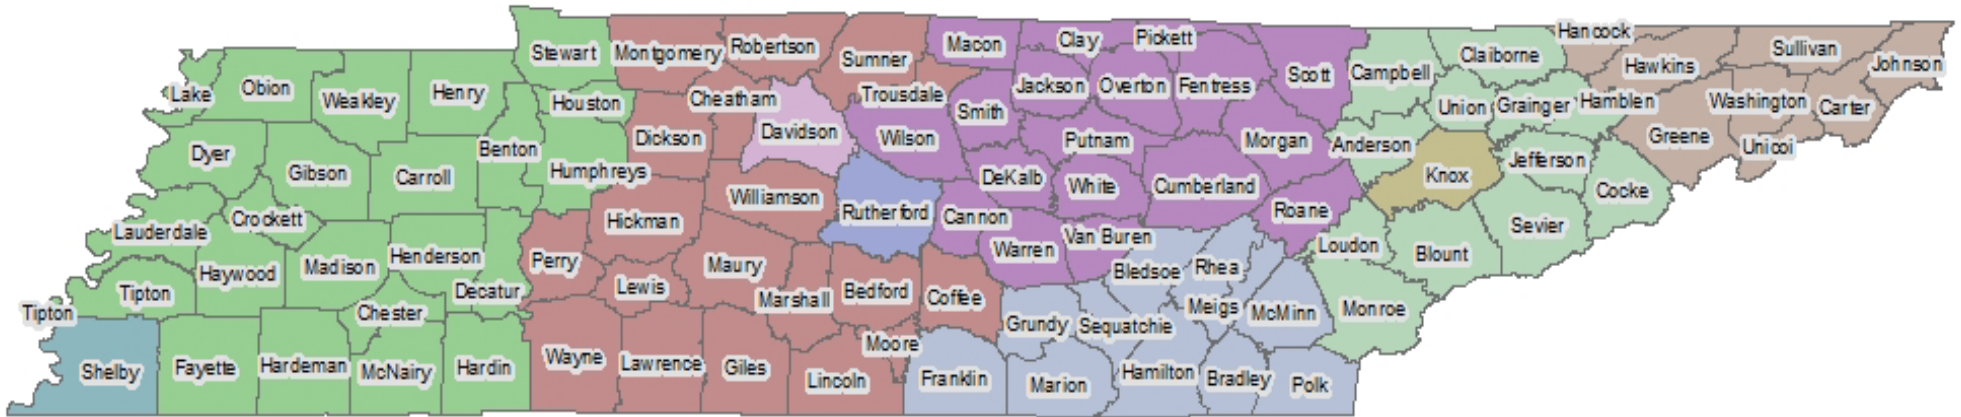 Hancock
Stewart
Montgomery
Robertson
Sumner
Macon
Clay
Pickett
Scott
Campbell
Claiborne
Hawkins
Sullivan
Johnson
Lake
Obion
Weakley
Henry
Houston
Cheatham
Trousdale
Smith
Jackson
Overton
Fentress
Union
Grainger
Hamblen
Washington
Carter
Dyer
Gibson
Carroll
Benton
Humphreys
Dickson
Davidson
Wilson
Putnam
Morgan
Anderson
Jefferson
Greene
Unicoi
Lauderdale
Crockett
Hickman
Williamson
Rutherford
Cannon
DeKalb
White
Cumberland
Roane
Knox
Cocke
Sevier
Tipton
Haywood
Madison
Henderson
Decatur
Perry
Lewis
Maury
Marshall
Bedford
Coffee
Warren
Van Buren
Bledsoe
Rhea
Loudon
Blount
Tipton
Chester
Moore
Grundy
Sequatchie
Meigs
McMinn
Monroe
Shelby
Fayette
Hardeman
McNairy
Hardin
Wayne
Lawrence
Giles
Lincoln
Franklin
Marion
Hamilton
Bradley
Polk